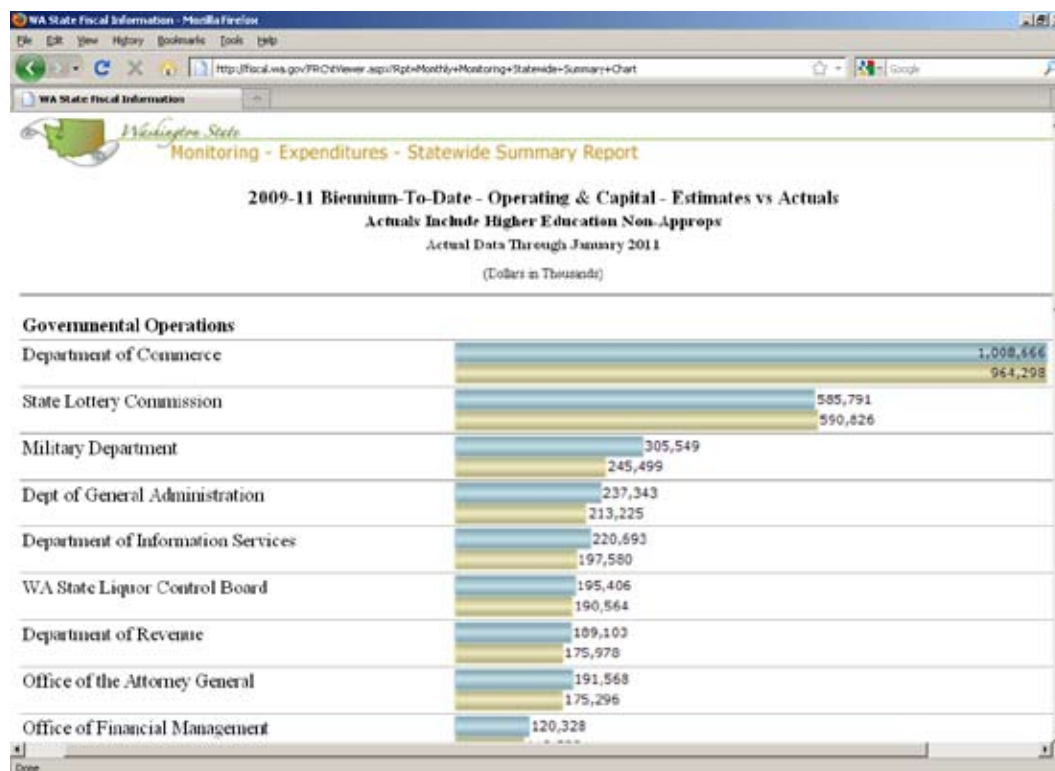 WA State Fiscal Information - Mozilla Firefox
File Edit View History Bookmarks Tools Help
Google
WA State Fiscal Information
Washington State
Monitoring - Expenditures - Statewide Summary Report
2009-11 Biennium-To-Date - Operating & Capital - Estimates vs Actuals
Actuals Include Higher Education Non-Approps
Actual Data Through January 2011
(Dollars in Thousands)
Governmental Operations
Department of Commerce 1,008,666
964,298
State Lottery Commission 585,791
590,826
Military Department 305,549
245,499
Dept of General Administration 237,343
213,225
Department of Information Services 220,693
197,580
WA State Liquor Control Board 195,406
190,564
Department of Revenue 189,103
175,978
Office of the Attorney General 191,568
175,296
Office of Financial Management 120,328
Done